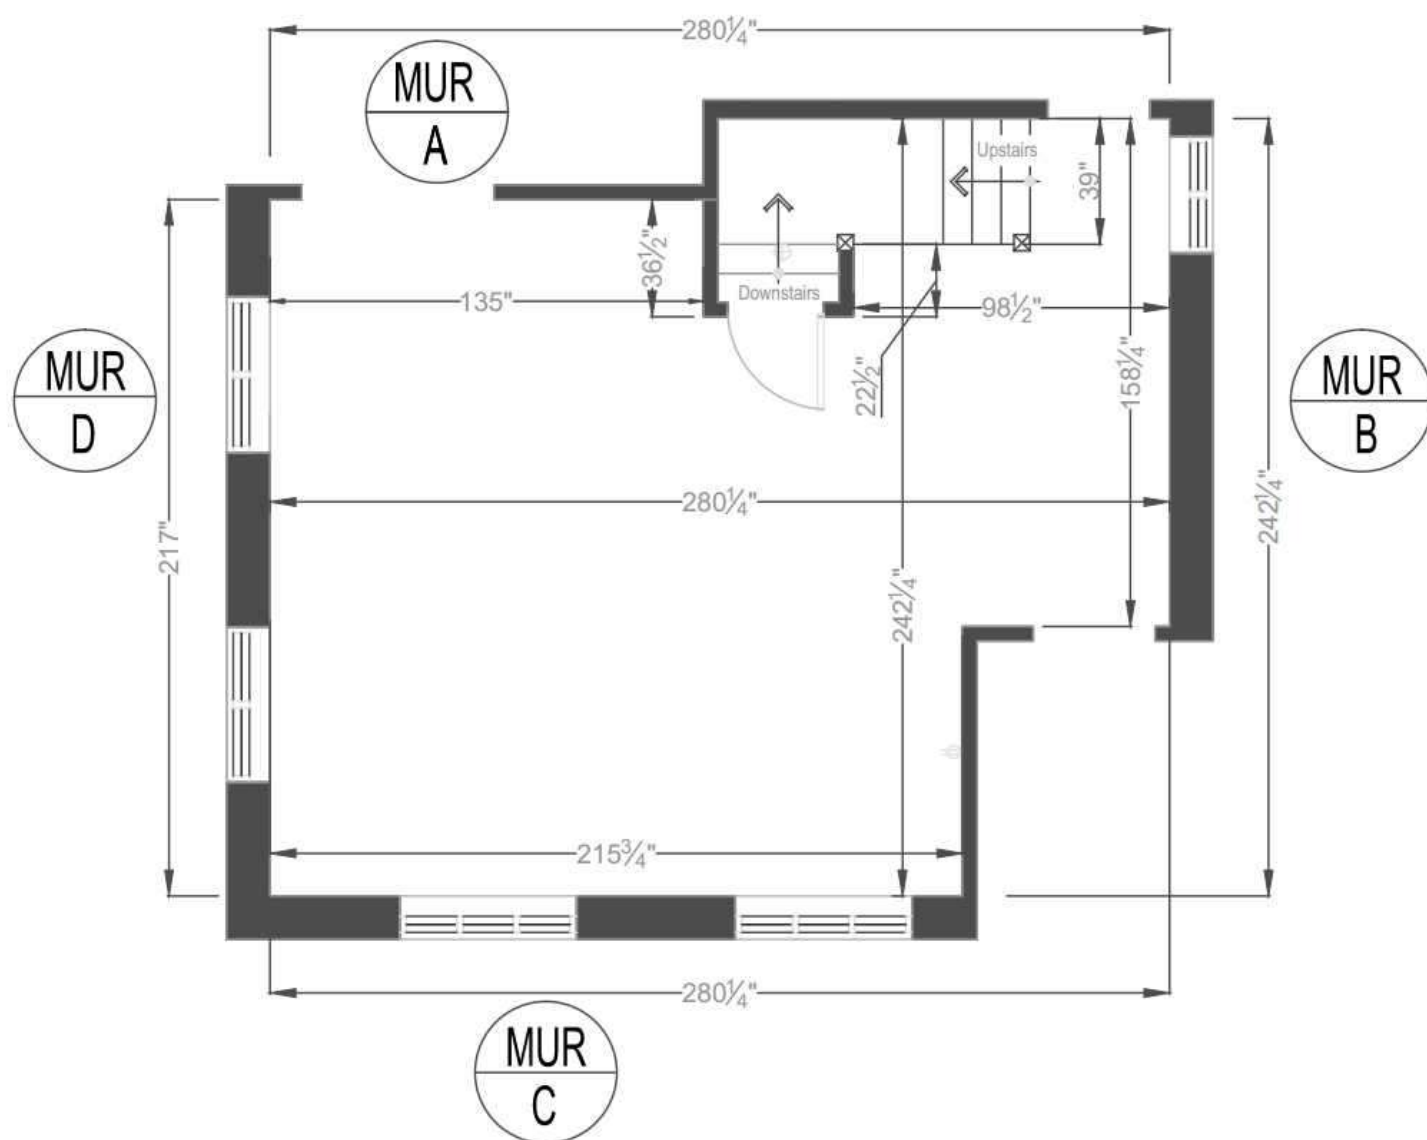 280¼"
MUR
A
Upstairs
39"
36½"
135"
Downstairs
98½"
22½"
158¼"
MUR
D
MUR
B
280¼"
217"
242¼"
242¼"
215¾"
280¼"
MUR
C